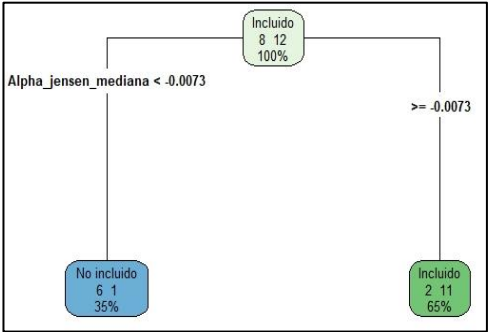 Incluido
8 12
100%
Alpha_jensen_mediana < -0.0073
>= -0.0073
No incluido
6 1
35%
Incluido
2 11
65%